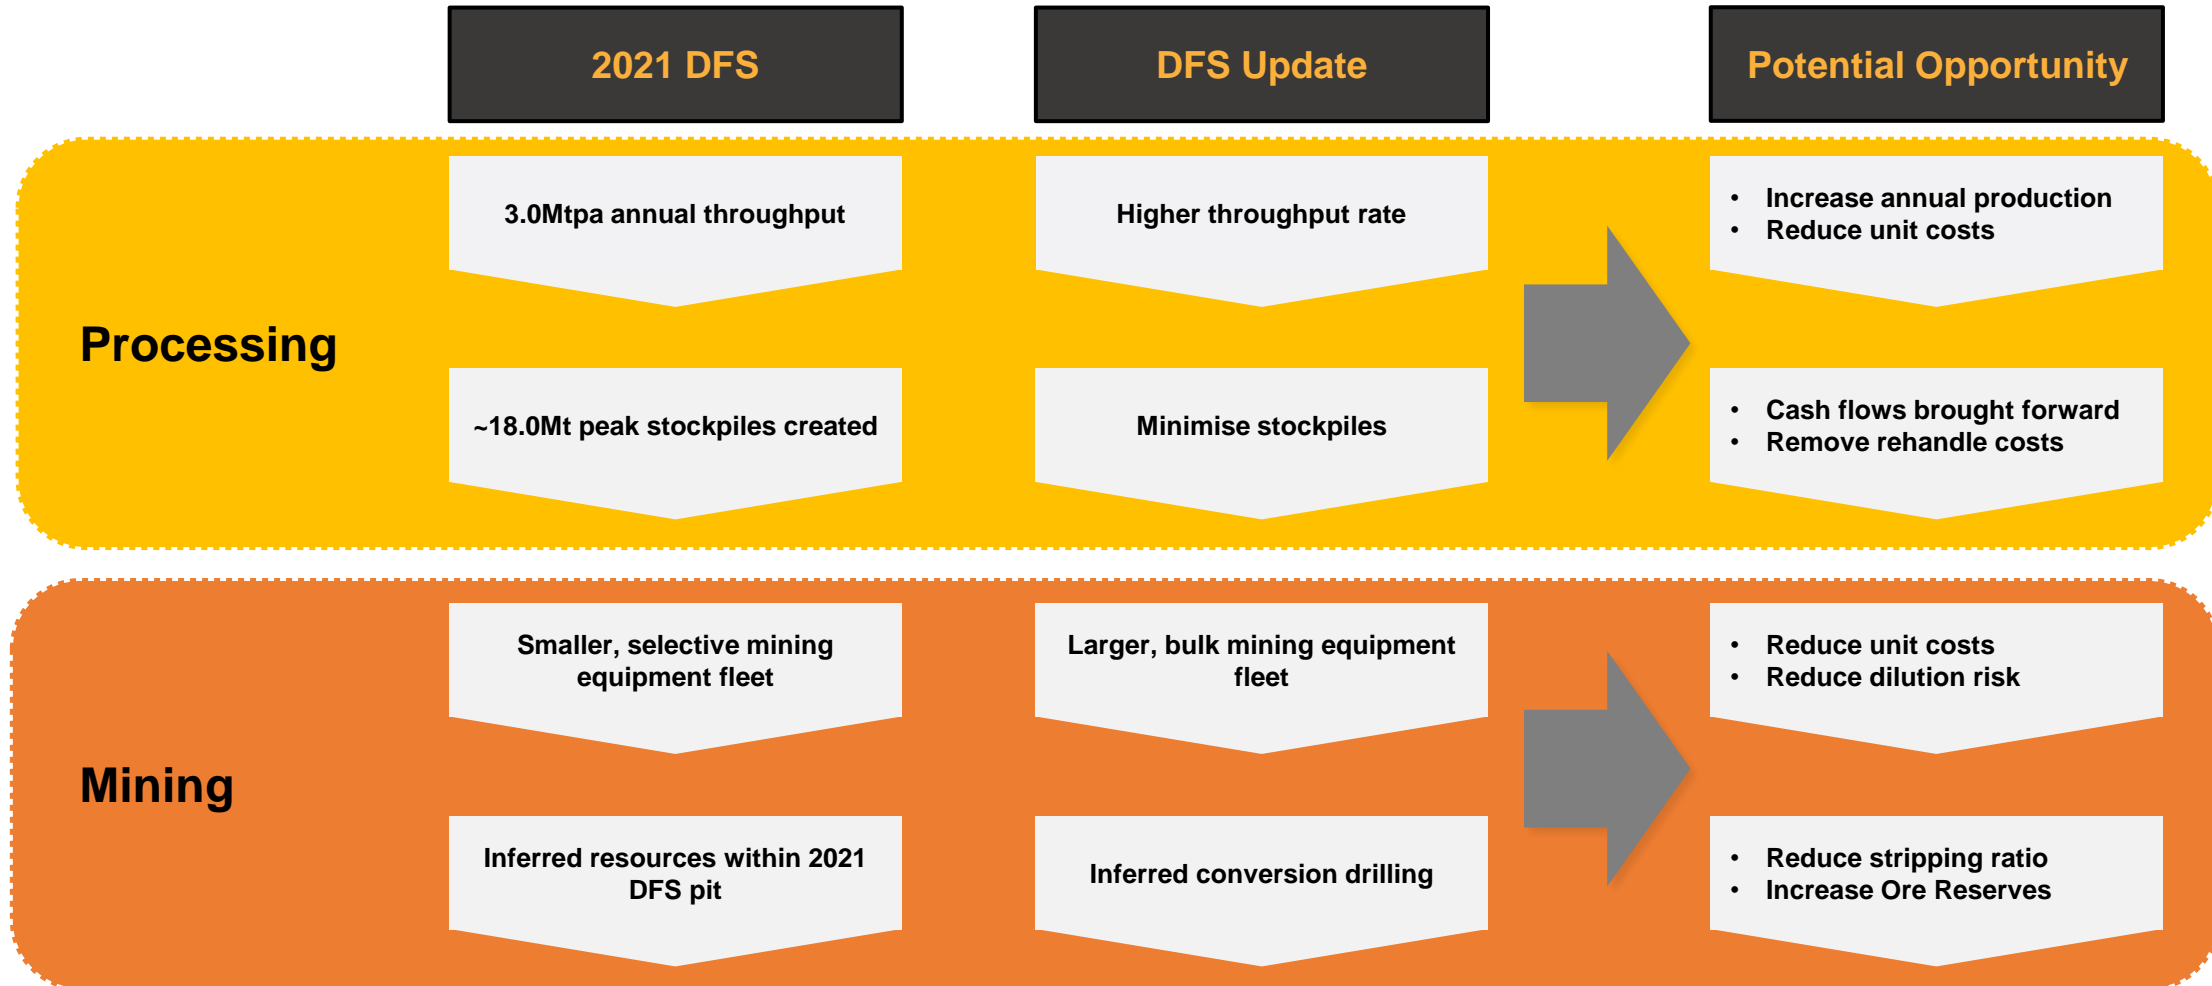 2021 DFS
DFS Update
Potential Opportunity
Processing
3.0Mtpa annual throughput
Higher throughput rate
• Increase annual production
• Reduce unit costs
~18.0Mt peak stockpiles created
Minimise stockpiles
• Cash flows brought forward
• Remove rehandle costs
Mining
Smaller, selective mining
equipment fleet
Larger, bulk mining equipment
fleet
• Reduce unit costs
• Reduce dilution risk
Inferred resources within 2021
DFS pit
Inferred conversion drilling
• Reduce stripping ratio
• Increase Ore Reserves